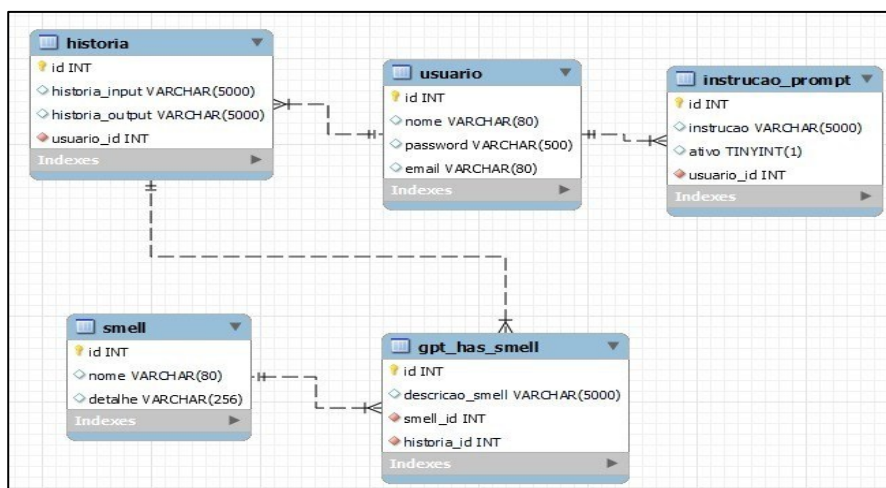 historia
id INT
historia_input VARCHAR(5000)
historia_output VARCHAR(5000)
usuario_id INT
Indexes
usuario
id INT
nome VARCHAR(80)
password VARCHAR(500)
email VARCHAR(80)
Indexes
instrucao_prompt
id INT
instrucao VARCHAR(5000)
ativo TINYINT(1)
usuario_id INT
Indexes
smell
id INT
nome VARCHAR(80)
detalhe VARCHAR(256)
Indexes
gpt_has_smell
id INT
descricao_smell VARCHAR(5000)
smell_id INT
historia_id INT
Indexes